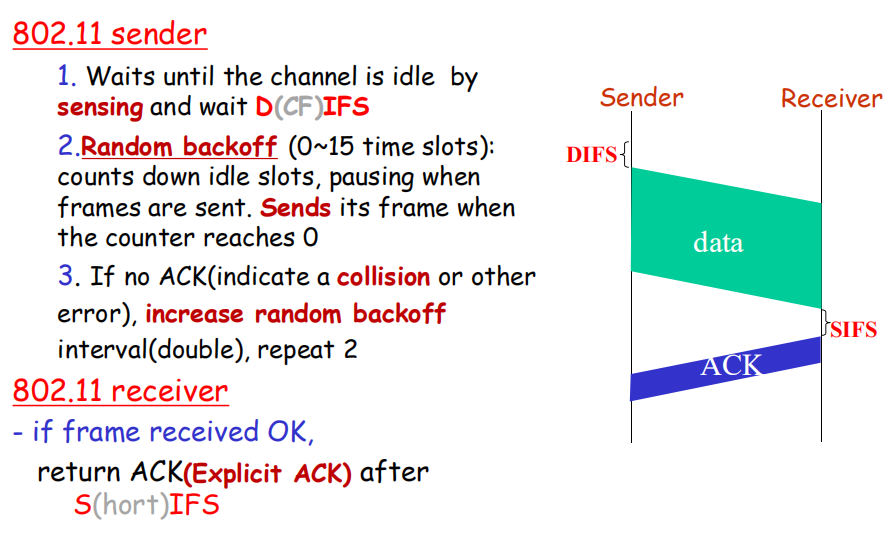 802.11 sender
1. Waits until the channel is idle by
sensing and wait D(CF)IFS
2.Random backoff (0~15 time slots):
counts down idle slots, pausing when
frames are sent. Sends its frame when
the counter reaches 0
3. If no ACK(indicate a collision or other
error), increase random backoff
interval(double), repeat 2
802.11 receiver
- if frame received OK,
return ACK(Explicit ACK) after
S(hort)IFS
Sender
Receiver
DIFS
data
SIFS
ACK